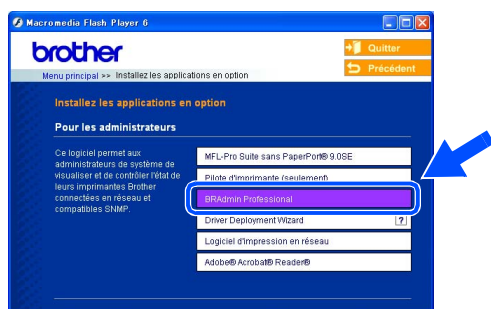 Macromedia Flash Player 6
brother
Quitter
Menu principal >> Installez les applications en option
Précédent
Installez les applications en option
Pour les administrateurs
Ce logiciel permet aux
administrateurs de système de
visualiser et de contrôler l'état de
leurs imprimantes Brother
connectées en réseau et
compatibles SNMP.
MFL-Pro Suite sans PaperPort® 9.0SE
Pilote d'imprimante (seulement)
BRAdmin Professional
Driver Deployment Wizard
?
Logiciel d'impression en réseau
Adobe® Acrobat® Reader®